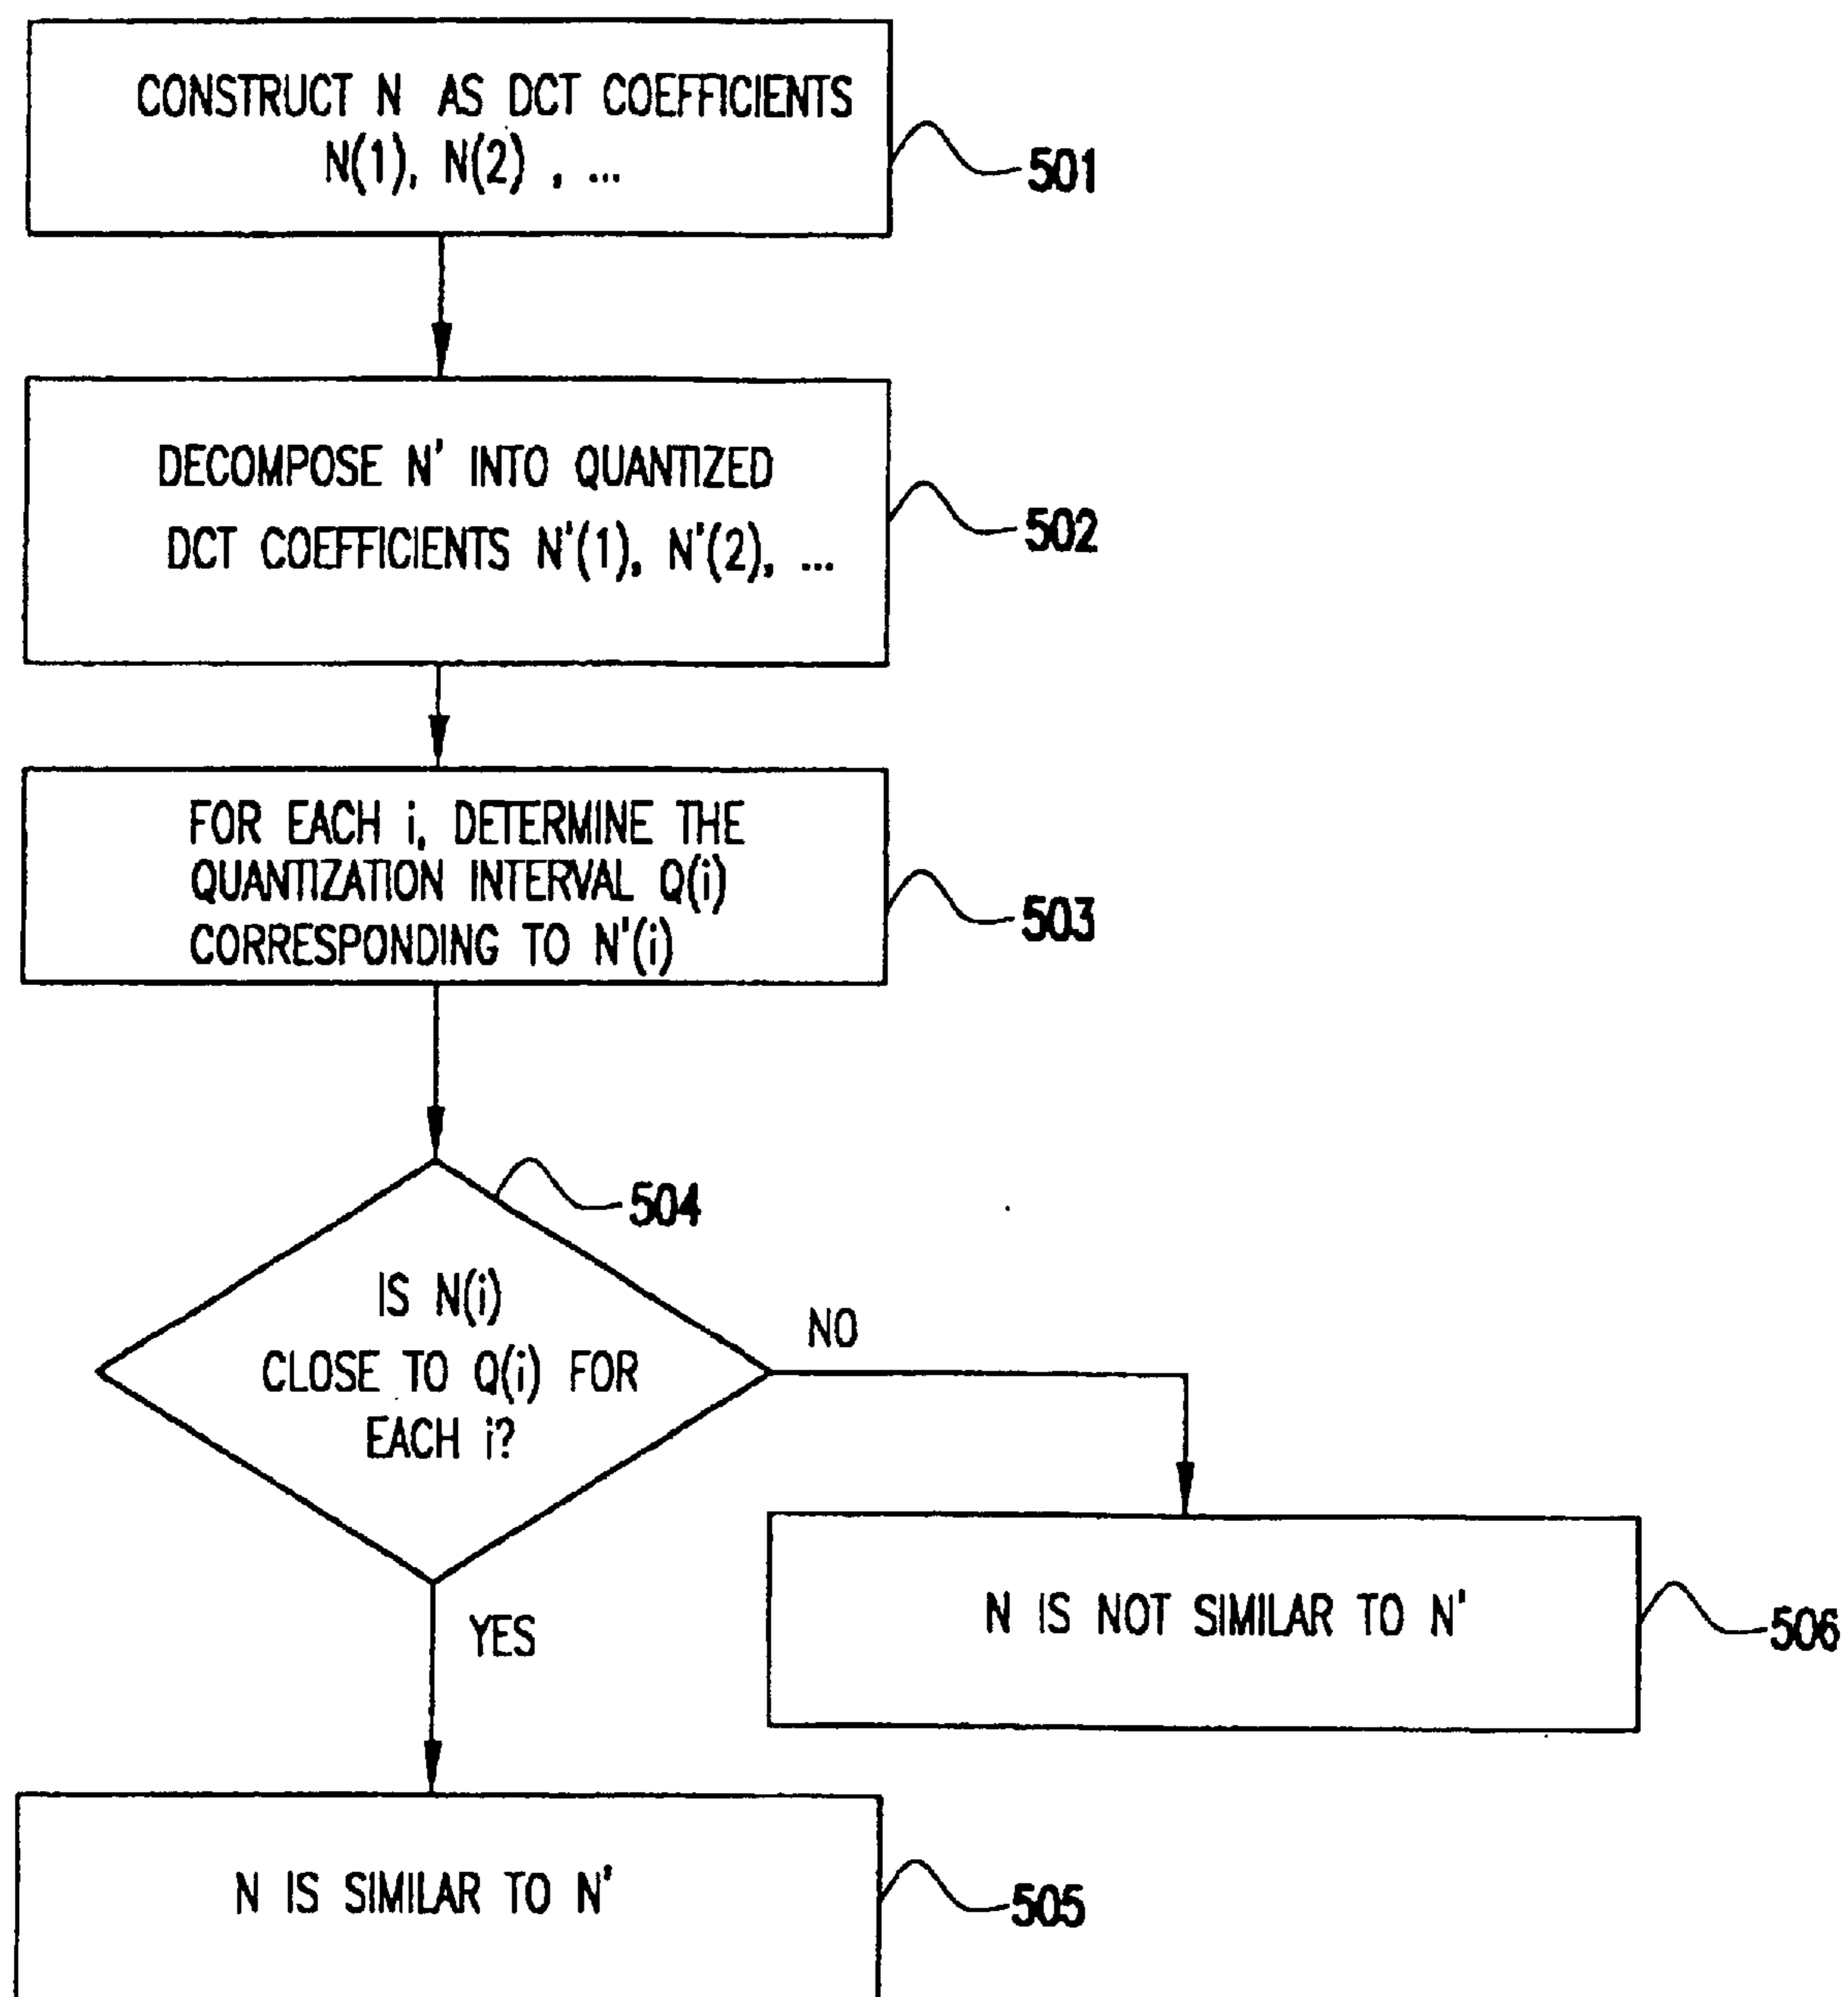 CONSTRUCT N AS DCT COEFFICIENTS
N(1), N(2) , ...
501
DECOMPOSE N' INTO QUANTIZED
DCT COEFFICIENTS N'(1), N'(2), ...
502
FOR EACH i, DETERMINE THE
QUANTIZATION INTERVAL Q(i)
CORRESPONDING TO N'(i)
503
504
IS N(i)
CLOSE TO Q(i) FOR
EACH i?
NO
YES
N IS NOT SIMILAR TO N'
506
N IS SIMILAR TO N'
505